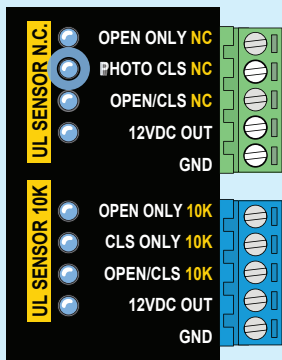 UL SENSOR N.C.
OPEN ONLY NC
PHOTO CLS NC
OPEN/CLS NC
12VDC OUT
GND
UL SENSOR 10K
OPEN ONLY 10K
CLS ONLY 10K
OPEN/CLS 10K
12VDC OUT
GND